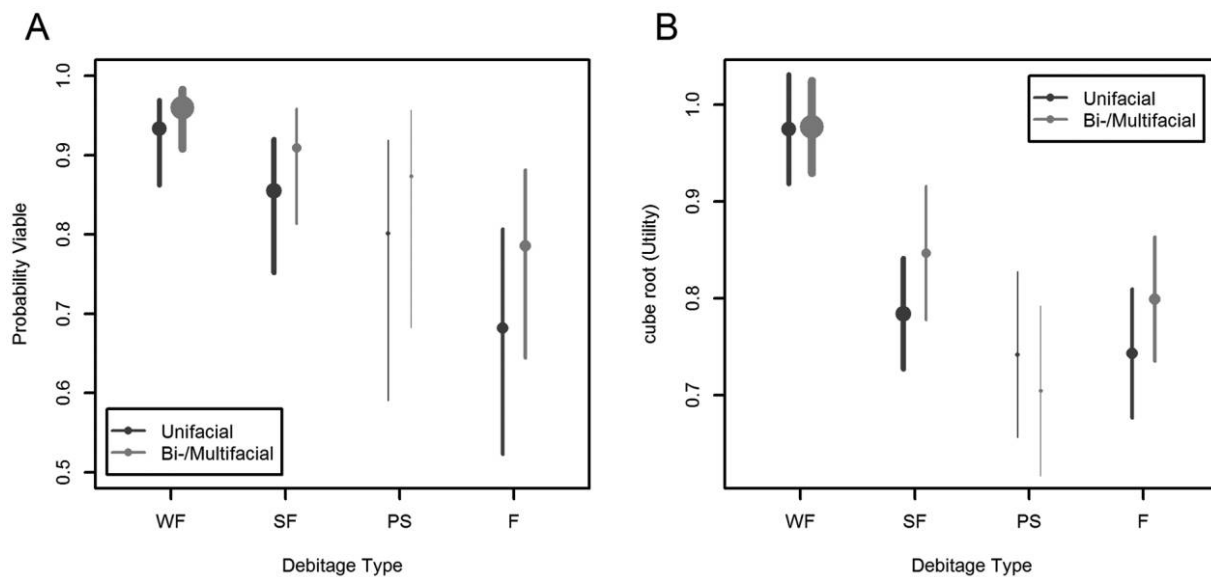 A
Probability Viable
1.0
0.9
0.8
0.7
0.6
0.5
Unifacial
Bi-/Multifacial
WF SF PS F
Debitage Type
B
cube root (Utility)
1.0
0.9
0.8
0.7
Unifacial
Bi-/Multifacial
WF SF PS F
Debitage Type